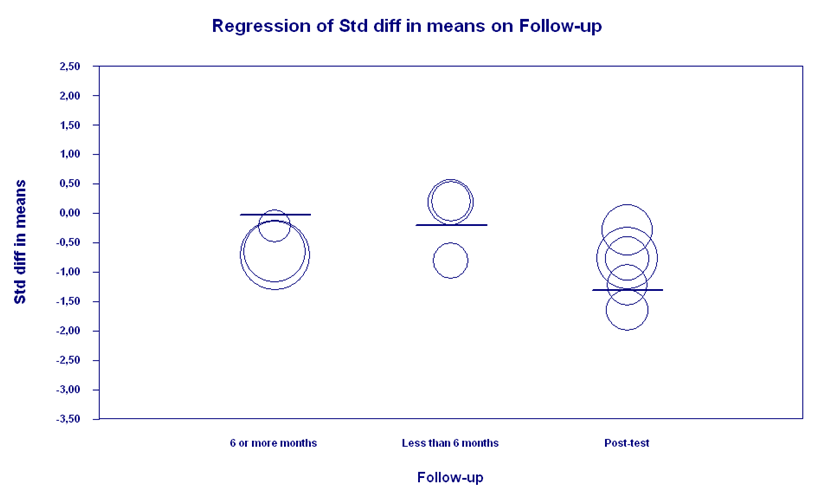 Regression of Std diff in means on Follow-up
2,50
2,00
1,50
1,00
0,50
0,00
-0,50
-1,00
-1,50
-2,00
-2,50
-3,00
-3,50
Std diff in means
6 or more months
Less than 6 months
Post-test
Follow-up